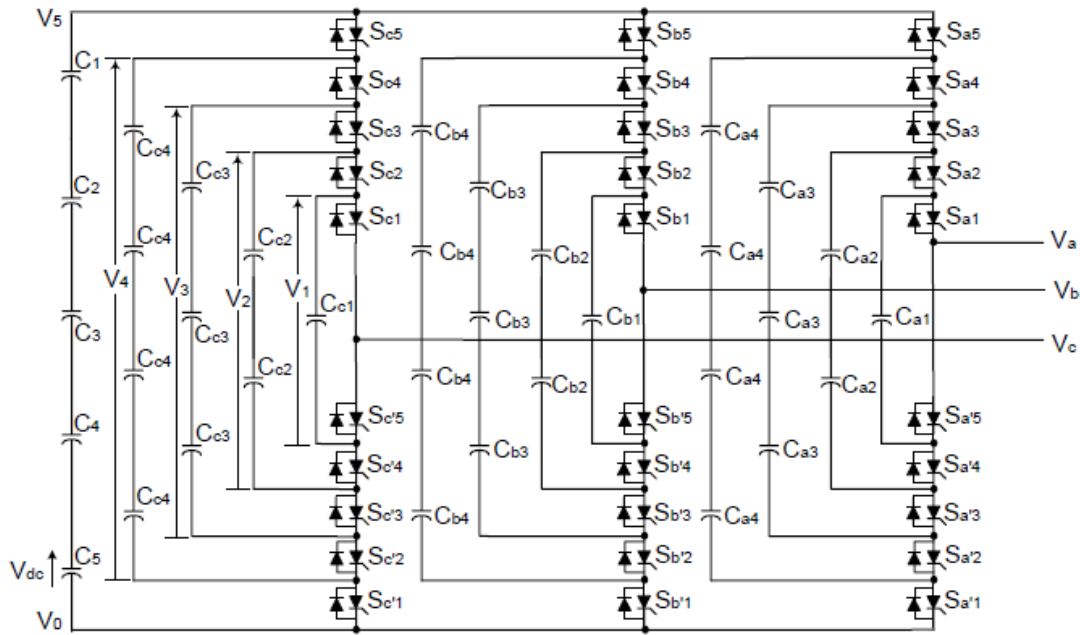 V5 Sc5 Sb5 Sa5
C1 Sc4 Sb4 Sa4
Cc4 Sc3 Cb4 Sb3 Ca4 Sa3
C2 Cc3 Sc2 Cb3 Sb2 Ca3 Sa2
Sc1 Sb1 Sa1
Va
V4 Cc4 V3 Cc2 V2 V1 Cb4 Cb2 Ca4 Ca2
Vb
C3 Cc3 Cc1 Cb3 Cb1 Ca3 Ca1
Vc
Cc4 Cc2 Cb4 Cb2 Ca4 Ca2
C4 Cc3 Sc'5 Cb3 Sb'5 Ca3 Sa'5
Sc'4 Sb'4 Sa'4
Cc4 Sc'3 Cb4 Sb'3 Ca4 Sa'3
C5 Sc'2 Sb'2 Sa'2
Vdc
V0 Sc'1 Sb'1 Sa'1